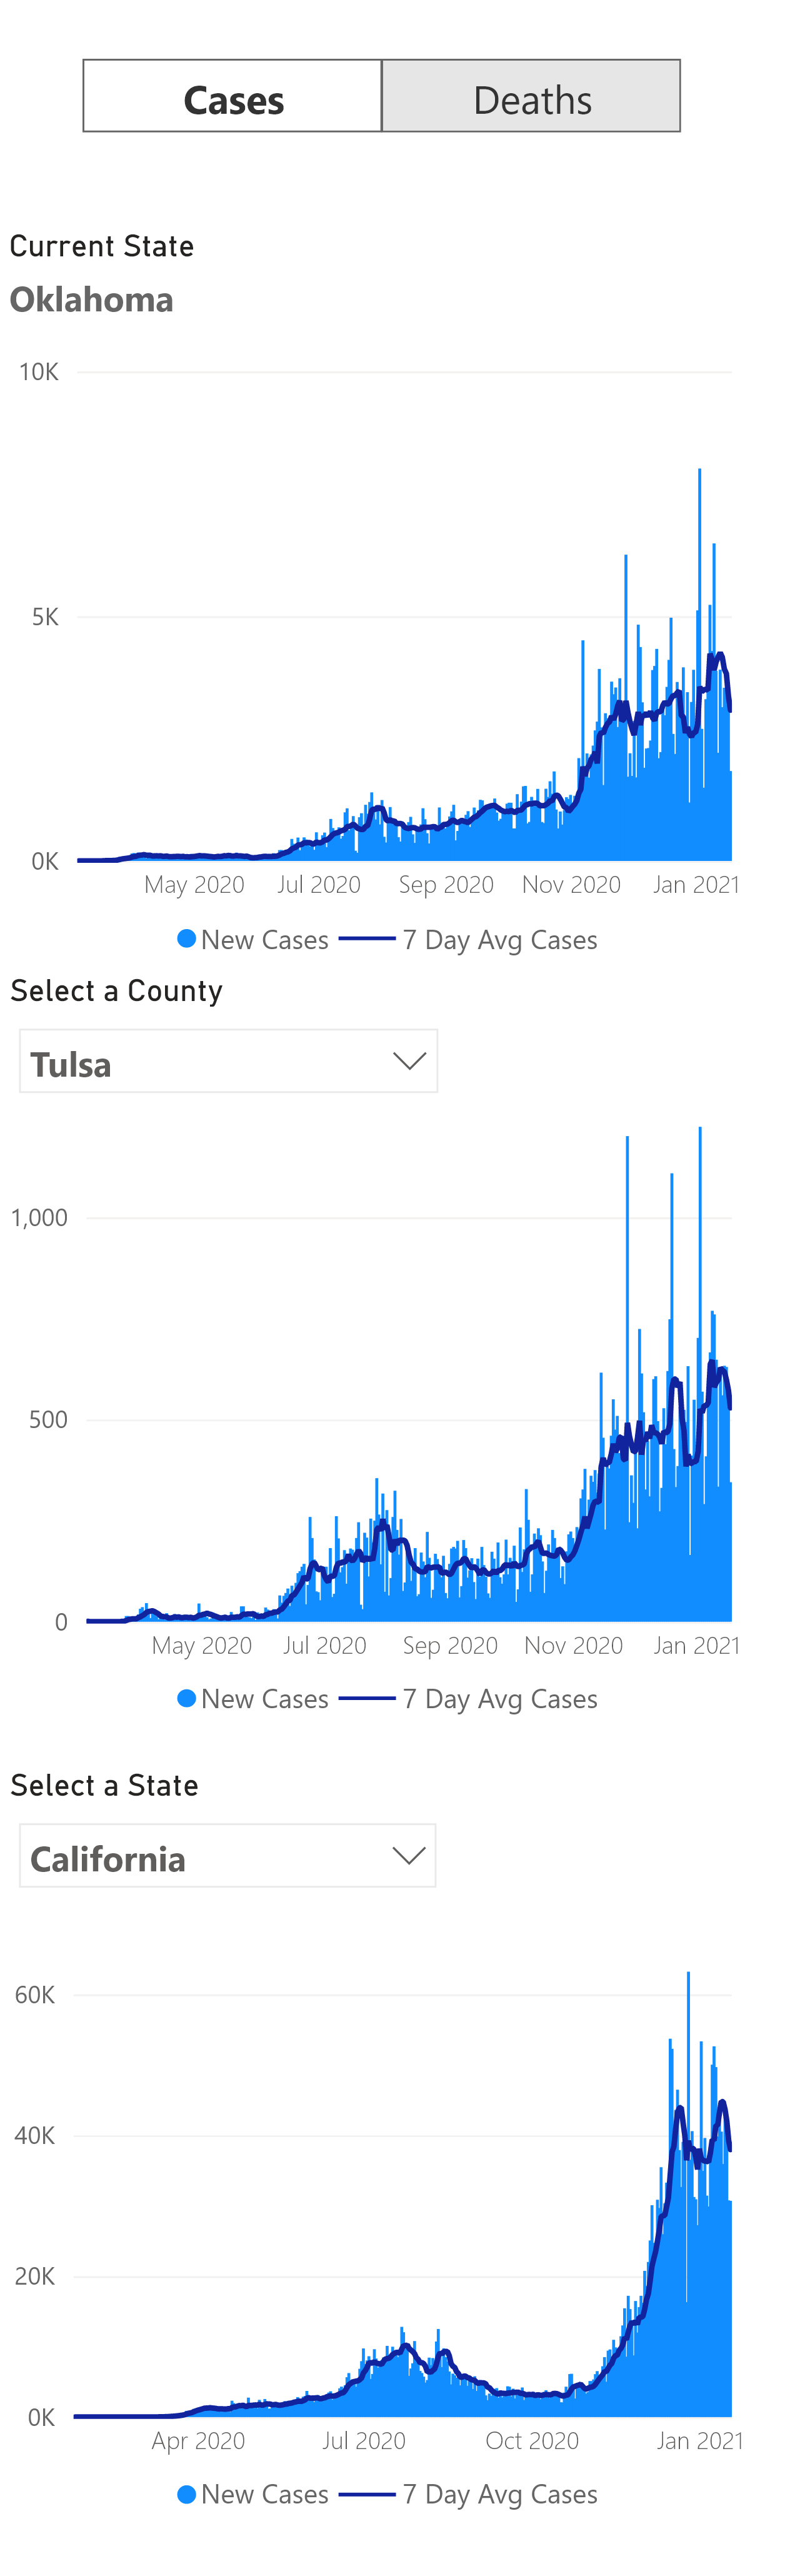 Cases Deaths
Current State
Oklahoma
10K
5K
0K
May 2020 Jul 2020 Sep 2020 Nov 2020 Jan 2021
New Cases 7 Day Avg Cases
Select a County
Tulsa
1,000
500
0
May 2020 Jul 2020 Sep 2020 Nov 2020 Jan 2021
New Cases 7 Day Avg Cases
Select a State
California
60K
40K
20K
0K
Apr 2020 Jul 2020 Oct 2020 Jan 2021
New Cases 7 Day Avg Cases